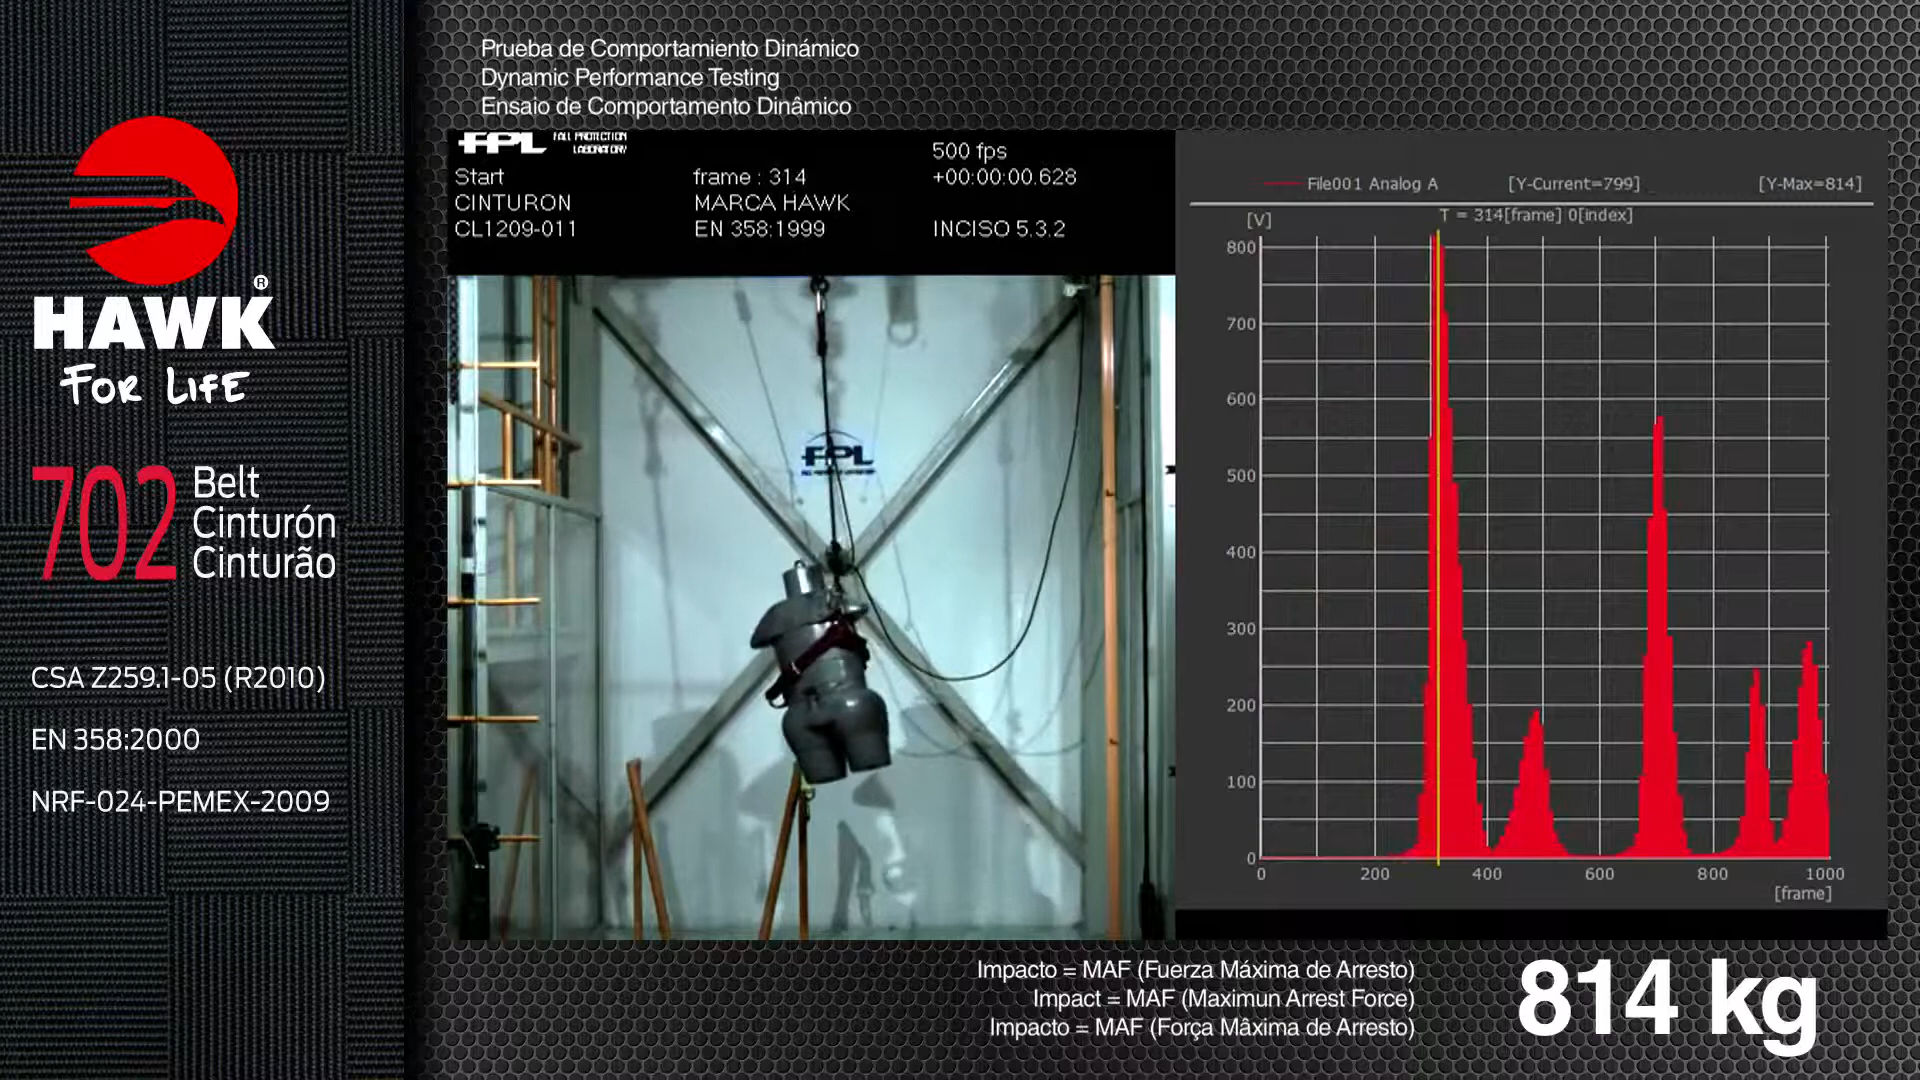 Prueba de Comportamiento Dinámico
Dynamic Performance Testing
Ensaio de Comportamento Dinâmico
HAWK®
FOR LIFE
702
Belt
Cinturón
Cinturão
CSA Z259.1-05 (R2010)
EN 358:2000
NRF-024-PEMEX-2009
FPL FALL PROTECTION
LABORATORY
500 fps
Start frame : 314 +00:00:00.628
CINTURON MARCA HAWK
CL1209-011 EN 358:1999 INCISO 5.3.2
FPL
File001 Analog A [Y-Current=799] [Y-Max=814]
[V] T = 314[frame] 0[index]
800
700
600
500
400
300
200
100
0
0 200 400 600 800 1000
[frame]
Impacto = MAF (Fuerza Máxima de Arresto)
Impact = MAF (Maximun Arrest Force)
Impacto = MAF (Força Mâxima de Arresto)
814 kg